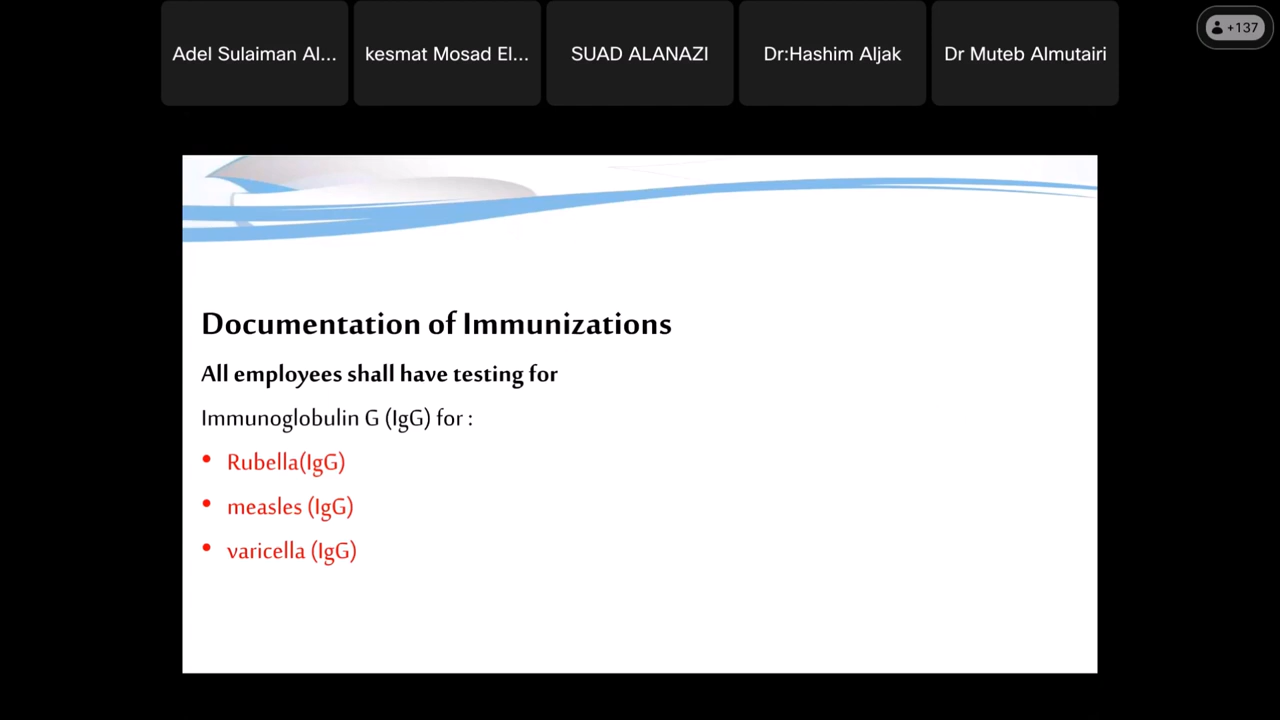 Adel Sulaiman Al...
kesmat Mosad El...
SUAD ALANAZI
Dr:Hashim Aljak
Dr Muteb Almutairi
+137
Documentation of Immunizations
All employees shall have testing for
Immunoglobulin G (IgG) for :
• Rubella(IgG)
• measles (IgG)
• varicella (IgG)